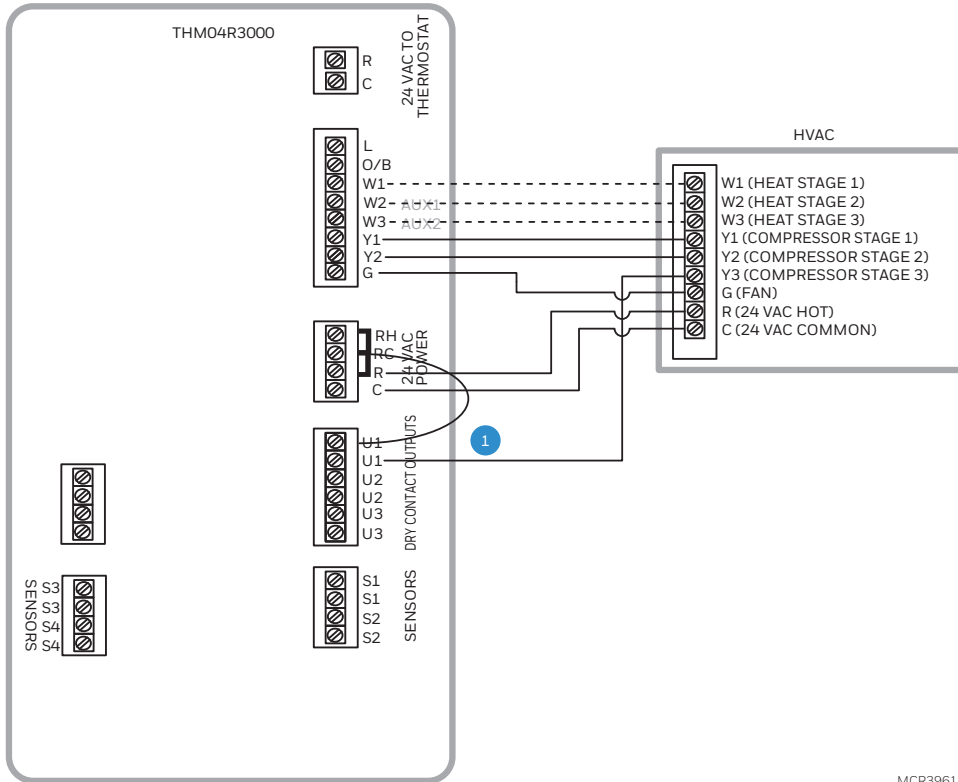 THM04R3000
R
C
24 VAC TO
THERMOSTAT
L
O/B
W1
W2 AUX1
W3 AUX2
Y1
Y2
G
RH
RC
R
C
24 VAC
POWER
U1
U1
U2
U2
U3
U3
DRY CONTACT OUTPUTS
1
S1
S1
S2
S2
SENSORS
SENSORS
S3
S3
S4
S4
HVAC
W1 (HEAT STAGE 1)
W2 (HEAT STAGE 2)
W3 (HEAT STAGE 3)
Y1 (COMPRESSOR STAGE 1)
Y2 (COMPRESSOR STAGE 2)
Y3 (COMPRESSOR STAGE 3)
G (FAN)
R (24 VAC HOT)
C (24 VAC COMMON)
MCR3961